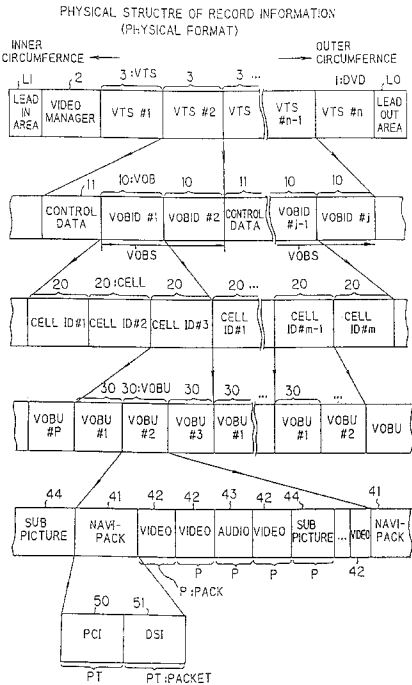 PHYSICAL STRUCTRE OF RECORD INFORMATION
(PHYSICAL FORMAT)
INNER CIRCUMFERNCE
OUTER CIRCUMFERNCE
LI 2 3:VTS 3 3 ... 1:DVD LO
LEAD IN AREA VIDEO MANAGER VTS #1 VTS #2 VTS VTS #n-1 VTS #n LEAD OUT AREA
11 10:VOB 10 11 10 10
CONTROL DATA VOBID #1 VOBID #2 CONTROL DATA VOBID #j-1 VOBID #j
VOBS VOBS
20 20:CELL 20 20... 20 20
CELL ID#1 CELL ID#2 CELL ID#3 CELL ID#1 CELL ID#m-1 CELL ID#m
30 30:VOBU 30 30 ... 30 ...
VOBU #P VOBU #1 VOBU #2 VOBU #3 VOBU #1 VOBU #1 VOBU #2 VOBU
44 41 42 42 43 42 44 ... 41
SUB PICTURE NAVI-PACK VIDEO VIDEO AUDIO VIDEO SUB PICTURE ... VIDEO NAVI-PACK
P P P P 42
P:PACK
50 51
PCI DSI
PT PT:PACKET